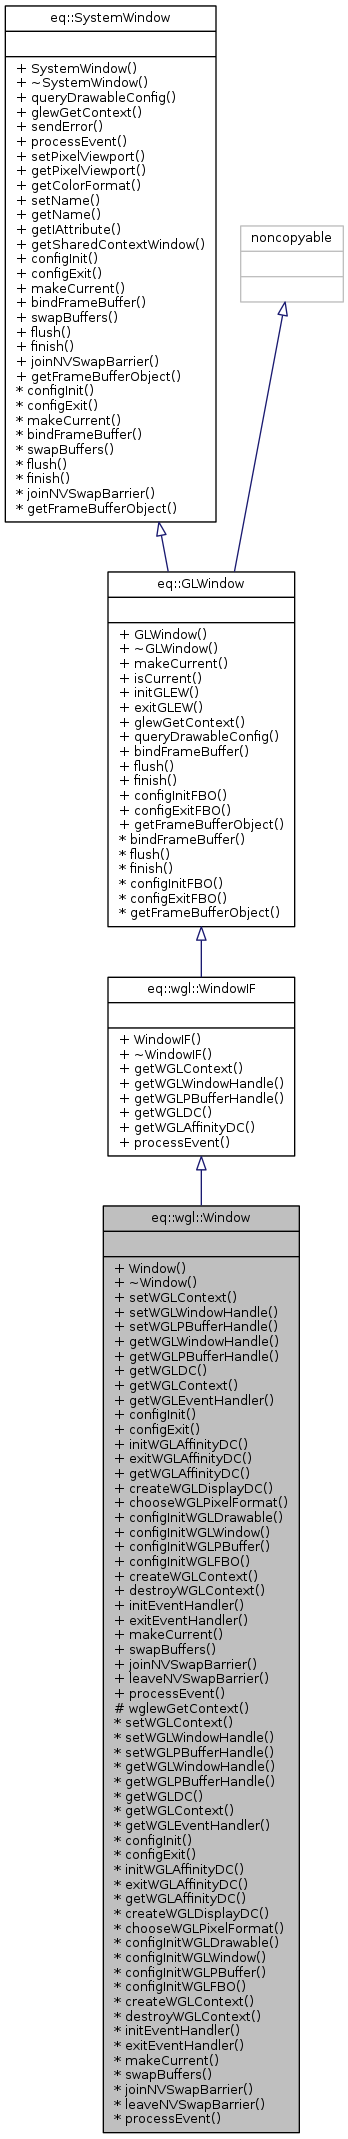 eq::SystemWindow
+ SystemWindow()
+ ~SystemWindow()
+ queryDrawableConfig()
+ glewGetContext()
+ sendError()
+ processEvent()
+ setPixelViewport()
+ getPixelViewport()
+ getColorFormat()
+ setName()
+ getName()
+ getIAttribute()
+ getSharedContextWindow()
+ configInit()
+ configExit()
+ makeCurrent()
+ bindFrameBuffer()
+ swapBuffers()
+ flush()
+ finish()
+ joinNVSwapBarrier()
+ getFrameBufferObject()
* configInit()
* configExit()
* makeCurrent()
* bindFrameBuffer()
* swapBuffers()
* flush()
* finish()
* joinNVSwapBarrier()
* getFrameBufferObject()
noncopyable
eq::GLWindow
+ GLWindow()
+ ~GLWindow()
+ makeCurrent()
+ isCurrent()
+ initGLEW()
+ exitGLEW()
+ glewGetContext()
+ queryDrawableConfig()
+ bindFrameBuffer()
+ flush()
+ finish()
+ configInitFBO()
+ configExitFBO()
+ getFrameBufferObject()
* bindFrameBuffer()
* flush()
* finish()
* configInitFBO()
* configExitFBO()
* getFrameBufferObject()
eq::wgl::WindowIF
+ WindowIF()
+ ~WindowIF()
+ getWGLContext()
+ getWGLWindowHandle()
+ getWGLPBufferHandle()
+ getWGLDC()
+ getWGLAffinityDC()
+ processEvent()
eq::wgl::Window
+ Window()
+ ~Window()
+ setWGLContext()
+ setWGLWindowHandle()
+ setWGLPBufferHandle()
+ getWGLWindowHandle()
+ getWGLPBufferHandle()
+ getWGLDC()
+ getWGLContext()
+ getWGLEventHandler()
+ configInit()
+ configExit()
+ initWGLAffinityDC()
+ exitWGLAffinityDC()
+ getWGLAffinityDC()
+ createWGLDisplayDC()
+ chooseWGLPixelFormat()
+ configInitWGLDrawable()
+ configInitWGLWindow()
+ configInitWGLPBuffer()
+ configInitWGLFBO()
+ createWGLContext()
+ destroyWGLContext()
+ initEventHandler()
+ exitEventHandler()
+ makeCurrent()
+ swapBuffers()
+ joinNVSwapBarrier()
+ leaveNVSwapBarrier()
+ processEvent()
# wglewGetContext()
* setWGLContext()
* setWGLWindowHandle()
* setWGLPBufferHandle()
* getWGLWindowHandle()
* getWGLPBufferHandle()
* getWGLDC()
* getWGLContext()
* getWGLEventHandler()
* configInit()
* configExit()
* initWGLAffinityDC()
* exitWGLAffinityDC()
* getWGLAffinityDC()
* createWGLDisplayDC()
* chooseWGLPixelFormat()
* configInitWGLDrawable()
* configInitWGLWindow()
* configInitWGLPBuffer()
* configInitWGLFBO()
* createWGLContext()
* destroyWGLContext()
* initEventHandler()
* exitEventHandler()
* makeCurrent()
* swapBuffers()
* joinNVSwapBarrier()
* leaveNVSwapBarrier()
* processEvent()